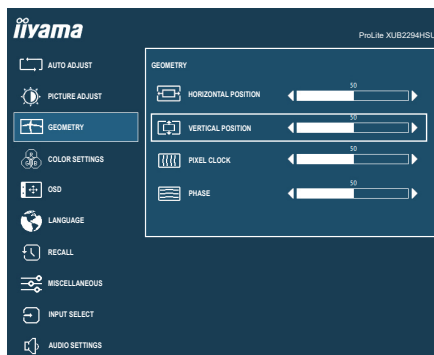 iiyama
ProLite XUB2294HSU
AUTO ADJUST
PICTURE ADJUST
GEOMETRY
COLOR SETTINGS
R
G B
OSD
LANGUAGE
RECALL
MISCELLANEOUS
INPUT SELECT
AUDIO SETTINGS
GEOMETRY
HORIZONTAL POSITION
50
VERTICAL POSITION
50
PIXEL CLOCK
50
PHASE
50